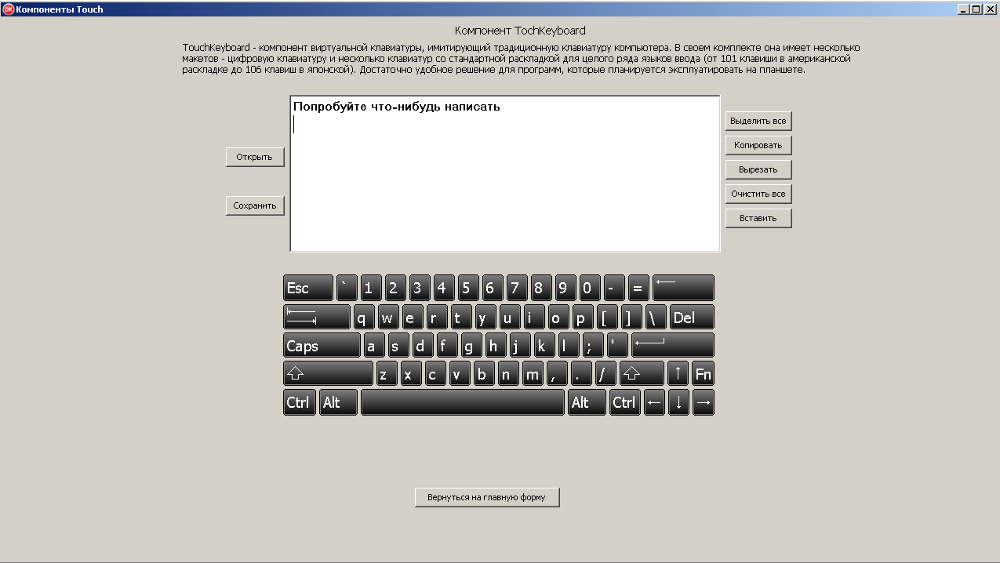 Компоненты Touch
Компонент TochKeyboard
TouchKeyboard - компонент виртуальной клавиатуры, имитирующий традиционную клавиатуру компьютера. В своем комплекте она имеет несколько
макетов - цифровую клавиатуру и несколько клавиатур со стандартной раскладкой для целого ряда языков ввода (от 101 клавиши в американской
раскладке до 106 клавиш в японской). Достаточно удобное решение для программ, которые планируется эксплуатировать на планшете.
Попробуйте что-нибудь написать
Открыть
Сохранить
Выделить все
Копировать
Вырезать
Очистить все
Вставить
Esc ` 1 2 3 4 5 6 7 8 9 0 - = ←
q w e r t y u i o p [ ] \ Del
Caps a s d f g h j k l ; '
z x c v b n m , . / ↑ Fn
Ctrl Alt Alt Ctrl ← ↓ →
Вернуться на главную форму